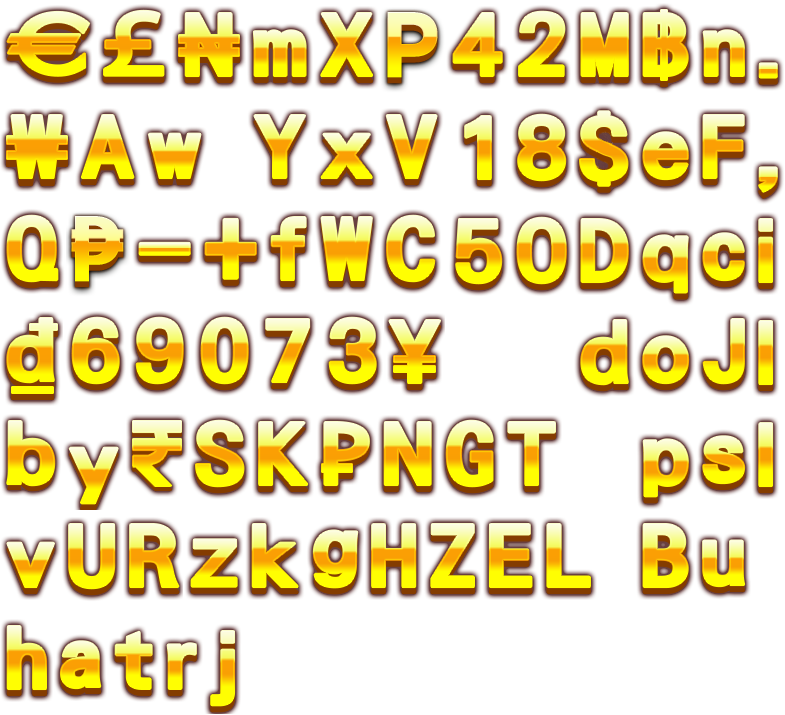 €£₦mXP42M฿n.
₩Aw YxV18$eF,
Q₱-+fWC50Dqci
₫69073¥ doJl
by₹SK₽NGT psl
vURzkgHZEL Bu
hatrj